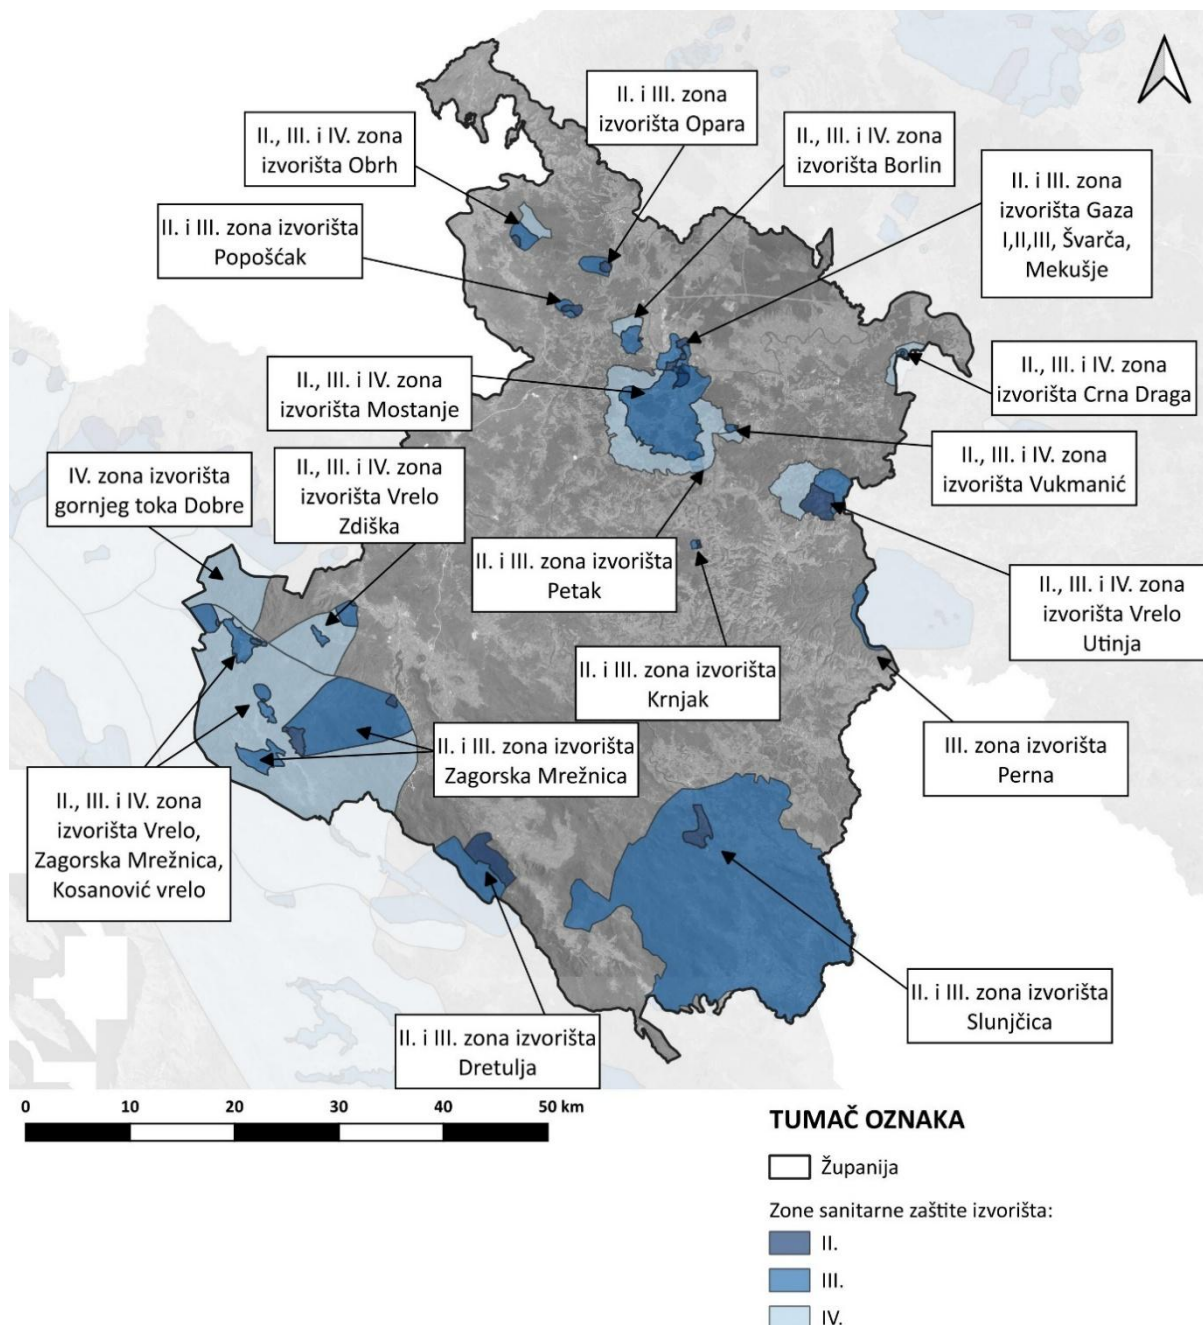 II. i III. zona
izvorišta Opara
II., III. i IV. zona
izvorišta Obrh
II., III. i IV. zona
izvorišta Borlin
II. i III. zona
izvorišta Gaza
I,II,III, Švarča,
Mekušje
II. i III. zona izvorišta
Popošćak
II., III. i IV. zona
izvorišta Mostanje
II., III. i IV. zona
izvorišta Crna Draga
II., III. i IV. zona
izvorišta Vukmanić
IV. zona izvorišta
gornjeg toka Dobre
II., III. i IV. zona
izvorišta Vrelo
Zdiška
II. i III. zona izvorišta
Petak
II., III. i IV. zona
izvorišta Vrelo
Utinja
II. i III. zona izvorišta
Krnjak
II. i III. zona izvorišta
Zagorska Mrežnica
III. zona izvorišta
Perna
II., III. i IV. zona
izvorišta Vrelo,
Zagorska Mrežnica,
Kosanović vrelo
II. i III. zona izvorišta
Slunjčica
II. i III. zona izvorišta
Dretulja
0 10 20 30 40 50 km
TUMAČ OZNAKA
Županija
Zone sanitarne zaštite izvorišta:
II.
III.
IV.